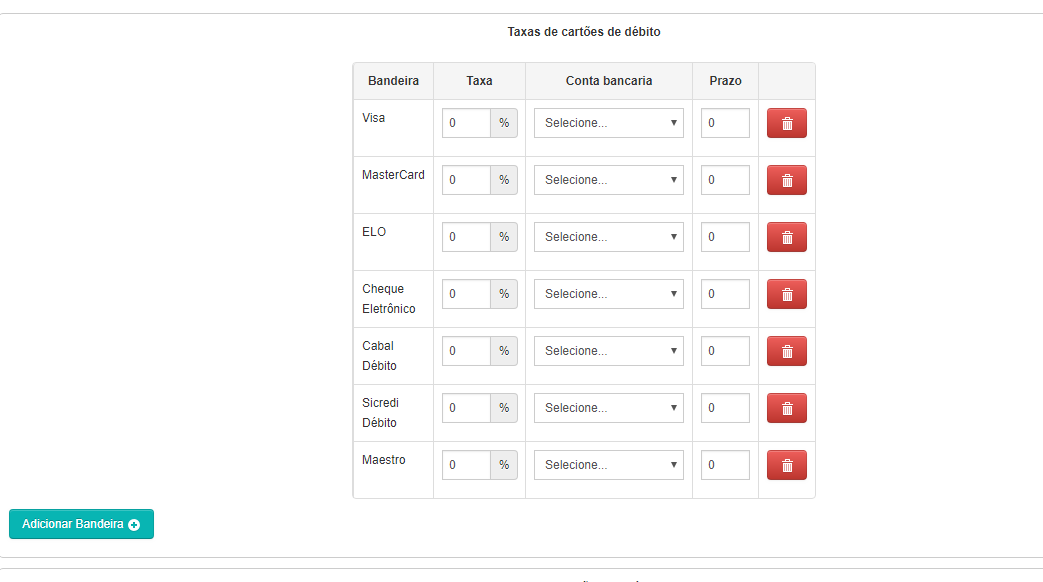 Taxas de cartões de débito
Bandeira Taxa Conta bancaria Prazo
Visa 0 % Selecione... 0
MasterCard 0 % Selecione... 0
ELO 0 % Selecione... 0
Cheque
Eletrônico 0 % Selecione... 0
Cabal
Débito 0 % Selecione... 0
Sicredi
Débito 0 % Selecione... 0
Maestro 0 % Selecione... 0
Adicionar Bandeira